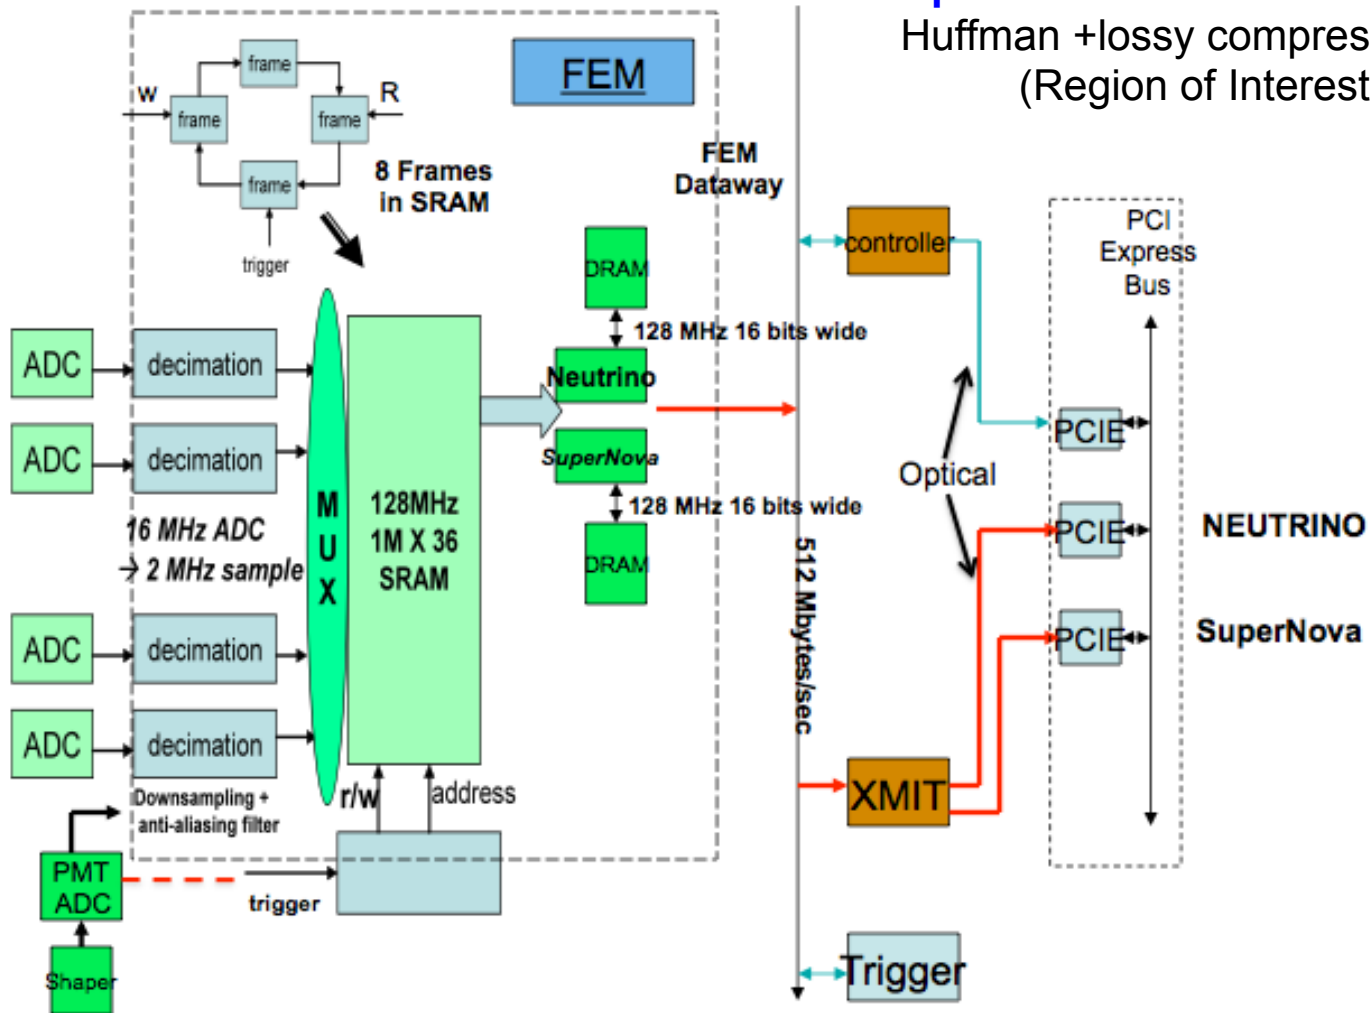 Huffman +lossy compres
(Region of Interest
FEM
frame
w
frame
frame
R
frame
trigger
8 Frames
in SRAM
FEM
Dataway
DRAM
128 MHz 16 bits wide
Neutrino
SuperNova
128 MHz 16 bits wide
DRAM
ADC
decimation
ADC
decimation
16 MHz ADC
→ 2 MHz sample
ADC
decimation
ADC
decimation
M
U
X
128MHz
1M X 36
SRAM
Downsampling +
anti-aliasing filter
r/w
address
PMT
ADC
trigger
Shaper
512 Mbytes/sec
controller
Optical
XMIT
Trigger
PCI
Express
Bus
PCIE
PCIE
NEUTRINO
PCIE
SuperNova